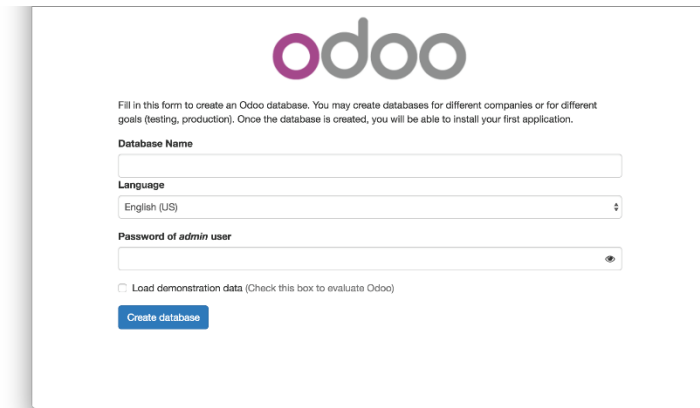 odoo
Fill in this form to create an Odoo database. You may create databases for different companies or for different
goals (testing, production). Once the database is created, you will be able to install your first application.
Database Name
Language
English (US)
Password of admin user
Load demonstration data (Check this box to evaluate Odoo)
Create database